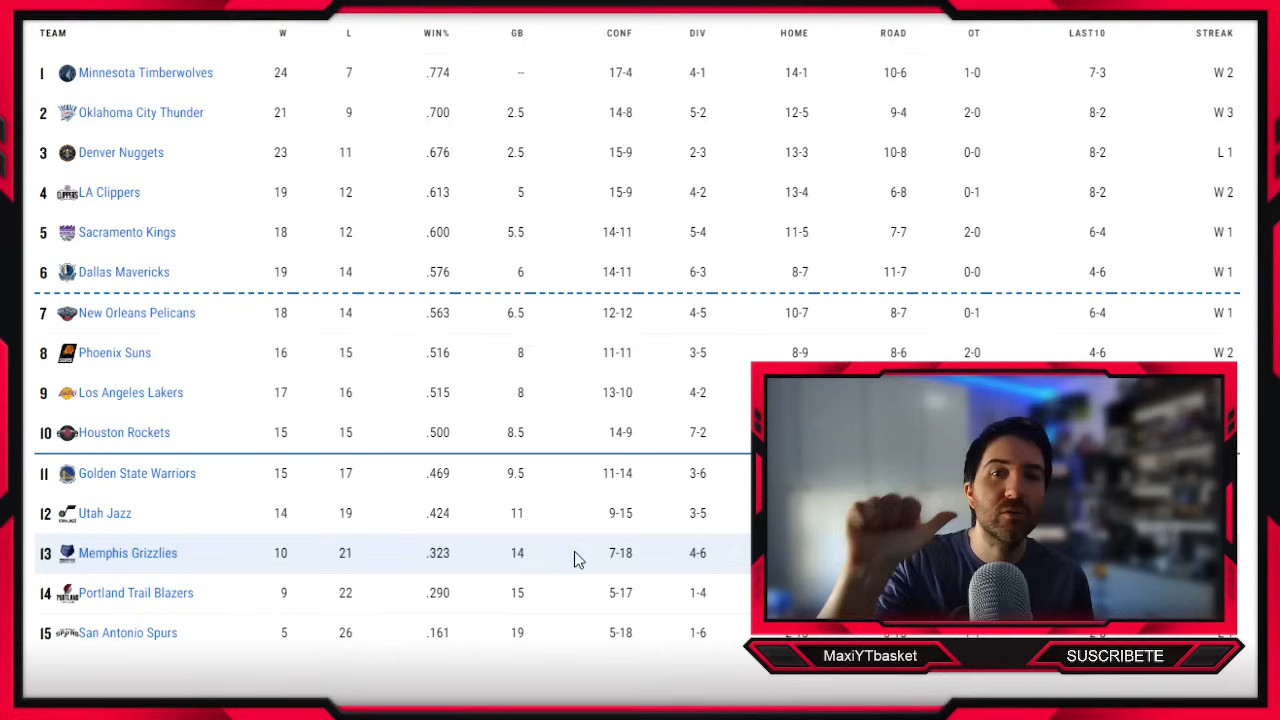 TEAM W L WIN% GB CONF DIV HOME ROAD OT LAST10 STREAK
1 Minnesota Timberwolves 24 7 .774 -- 17-4 4-1 14-1 10-6 1-0 7-3 W 2
2 Oklahoma City Thunder 21 9 .700 2.5 14-8 5-2 12-5 9-4 2-0 8-2 W 3
3 Denver Nuggets 23 11 .676 2.5 15-9 2-3 13-3 10-8 0-0 8-2 L 1
4 LA Clippers 19 12 .613 5 15-9 4-2 13-4 6-8 0-1 8-2 W 2
5 Sacramento Kings 18 12 .600 5.5 14-11 5-4 11-5 7-7 2-0 6-4 W 1
6 Dallas Mavericks 19 14 .576 6 14-11 6-3 8-7 11-7 0-0 4-6 W 1
7 New Orleans Pelicans 18 14 .563 6.5 12-12 4-5 10-7 8-7 0-1 6-4 W 1
8 Phoenix Suns 16 15 .516 8 11-11 3-5 8-9 8-6 2-0 4-6 W 2
9 Los Angeles Lakers 17 16 .515 8 13-10 4-2
10 Houston Rockets 15 15 .500 8.5 14-9 7-2
11 Golden State Warriors 15 17 .469 9.5 11-14 3-6
12 Utah Jazz 14 19 .424 11 9-15 3-5
13 Memphis Grizzlies 10 21 .323 14 7-18 4-6
14 Portland Trail Blazers 9 22 .290 15 5-17 1-4
15 San Antonio Spurs 5 26 .161 19 5-18 1-6
MaxiYTbasket SUSCRIBETE